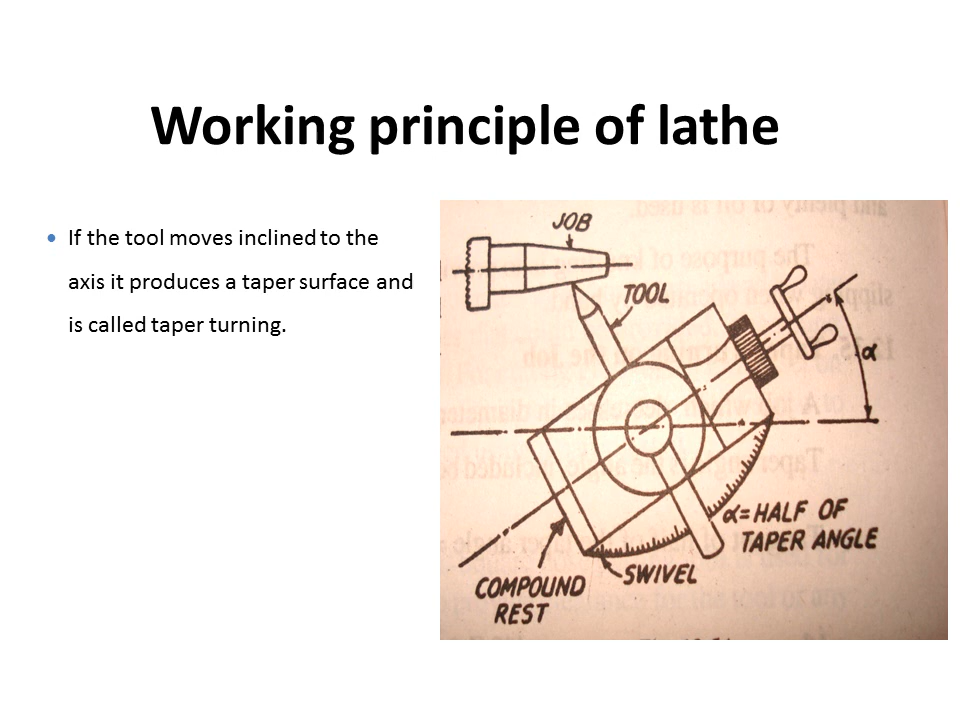 Working principle of lathe
• If the tool moves inclined to the
axis it produces a taper surface and
is called taper turning.
JOB
TOOL
α
α=HALF OF
TAPER ANGLE
SWIVEL
COMPOUND
REST